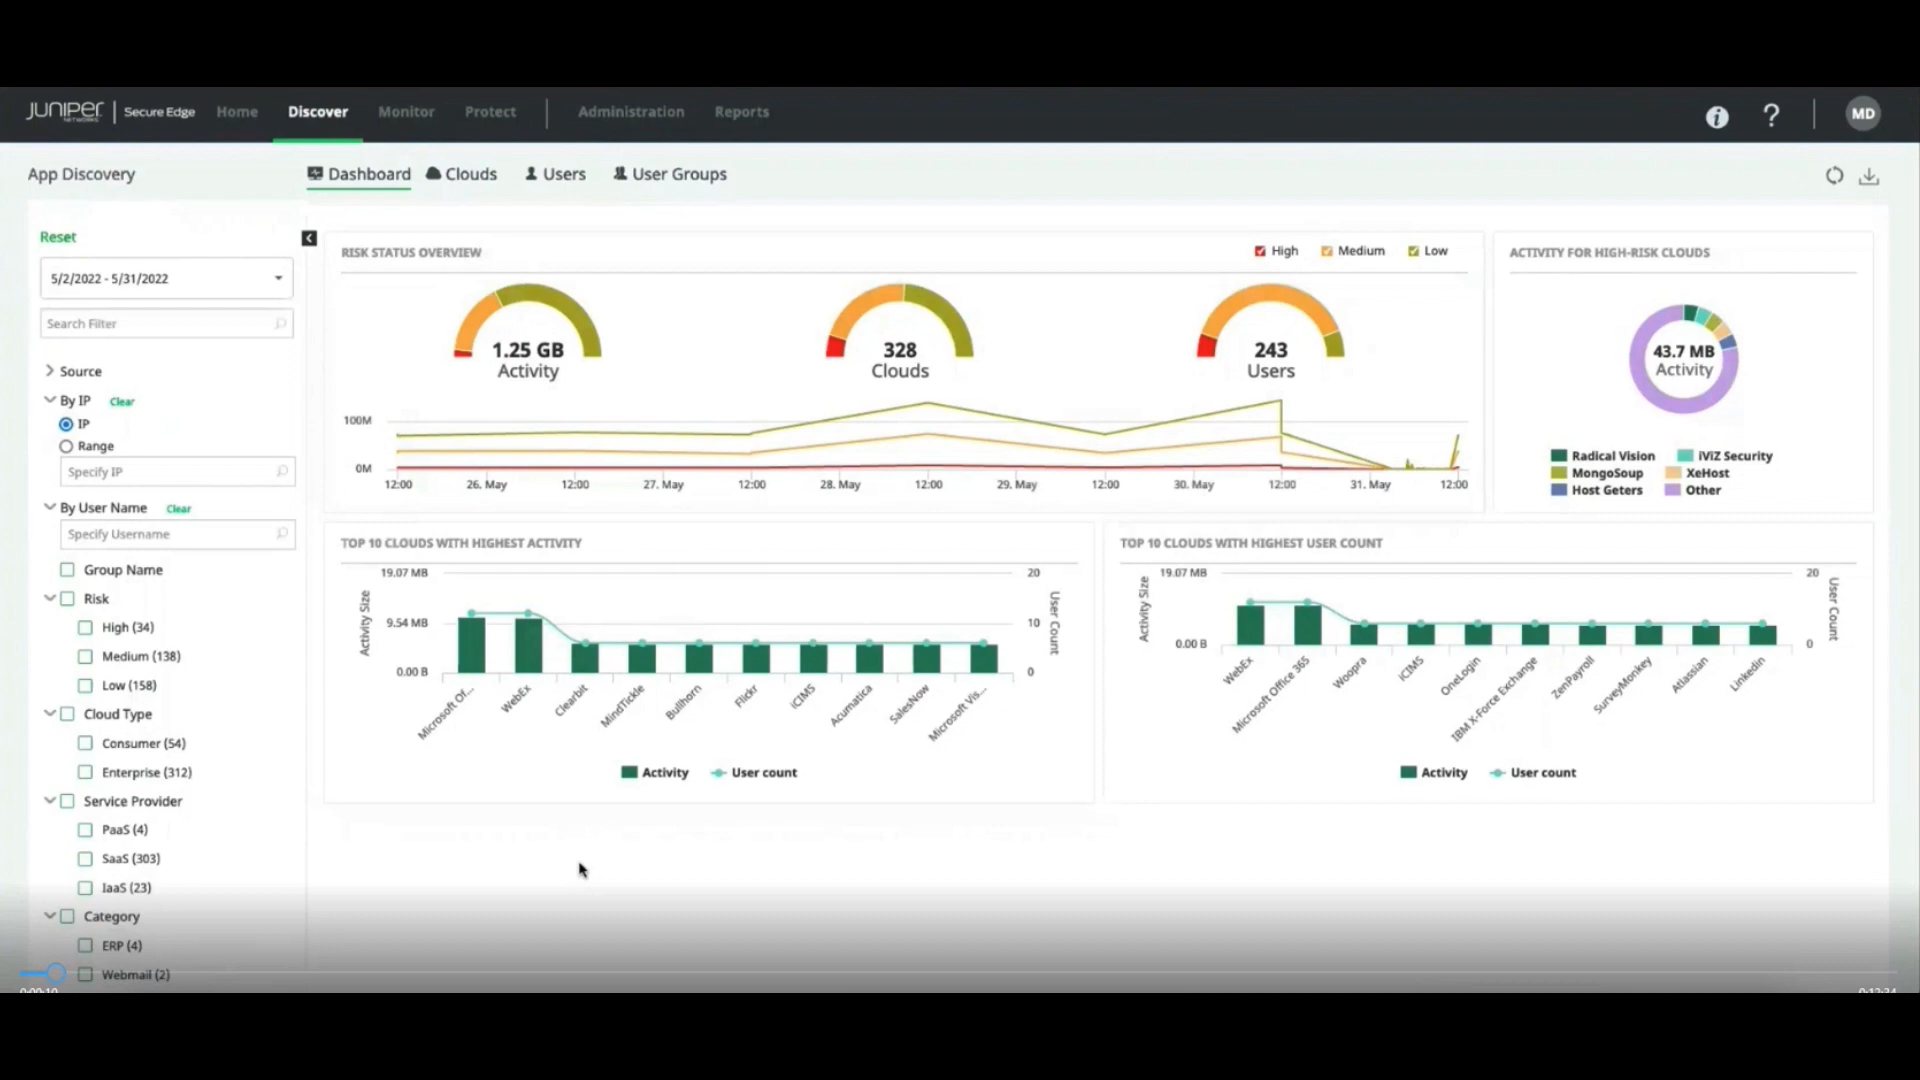 JUNIPER NETWORKS | Secure Edge Home Discover Monitor Protect Administration Reports ? MD
App Discovery Dashboard Clouds Users User Groups
Reset
5/2/2022 - 5/31/2022
Search Filter
Source
By IP Clear
IP
Range
Specify IP
By User Name Clear
Specify Username
Group Name
Risk
High (34)
Medium (138)
Low (158)
Cloud Type
Consumer (54)
Enterprise (312)
Service Provider
PaaS (4)
SaaS (303)
IaaS (23)
Category
ERP (4)
Webmail (2)
RISK STATUS OVERVIEW High Medium Low
1.25 GB
Activity
328
Clouds
243
Users
100M
0M
12:00 26. May 12:00 27. May 12:00 28. May 12:00 29. May 12:00 30. May 12:00 31. May 12:00
ACTIVITY FOR HIGH-RISK CLOUDS
43.7 MB
Activity
Radical Vision iViZ Security
MongoSoup XeHost
Host Geters Other
TOP 10 CLOUDS WITH HIGHEST ACTIVITY
19.07 MB 20
9.54 MB 10
0.00 B 0
Activity Size
User Count
Microsoft Of... WebEx Clearbit MindTickle Bullhorn Flickr iCIMS Acumatica SalesNow Microsoft Vis...
Activity User count
TOP 10 CLOUDS WITH HIGHEST USER COUNT
19.07 MB 20
0.00 B 0
Activity Size
User Count
WebEx Microsoft Office 365 Woopra iCIMS OneLogin IBM X-Force Exchange ZenPayroll SurveyMonkey Atlassian Linkedin
Activity User count